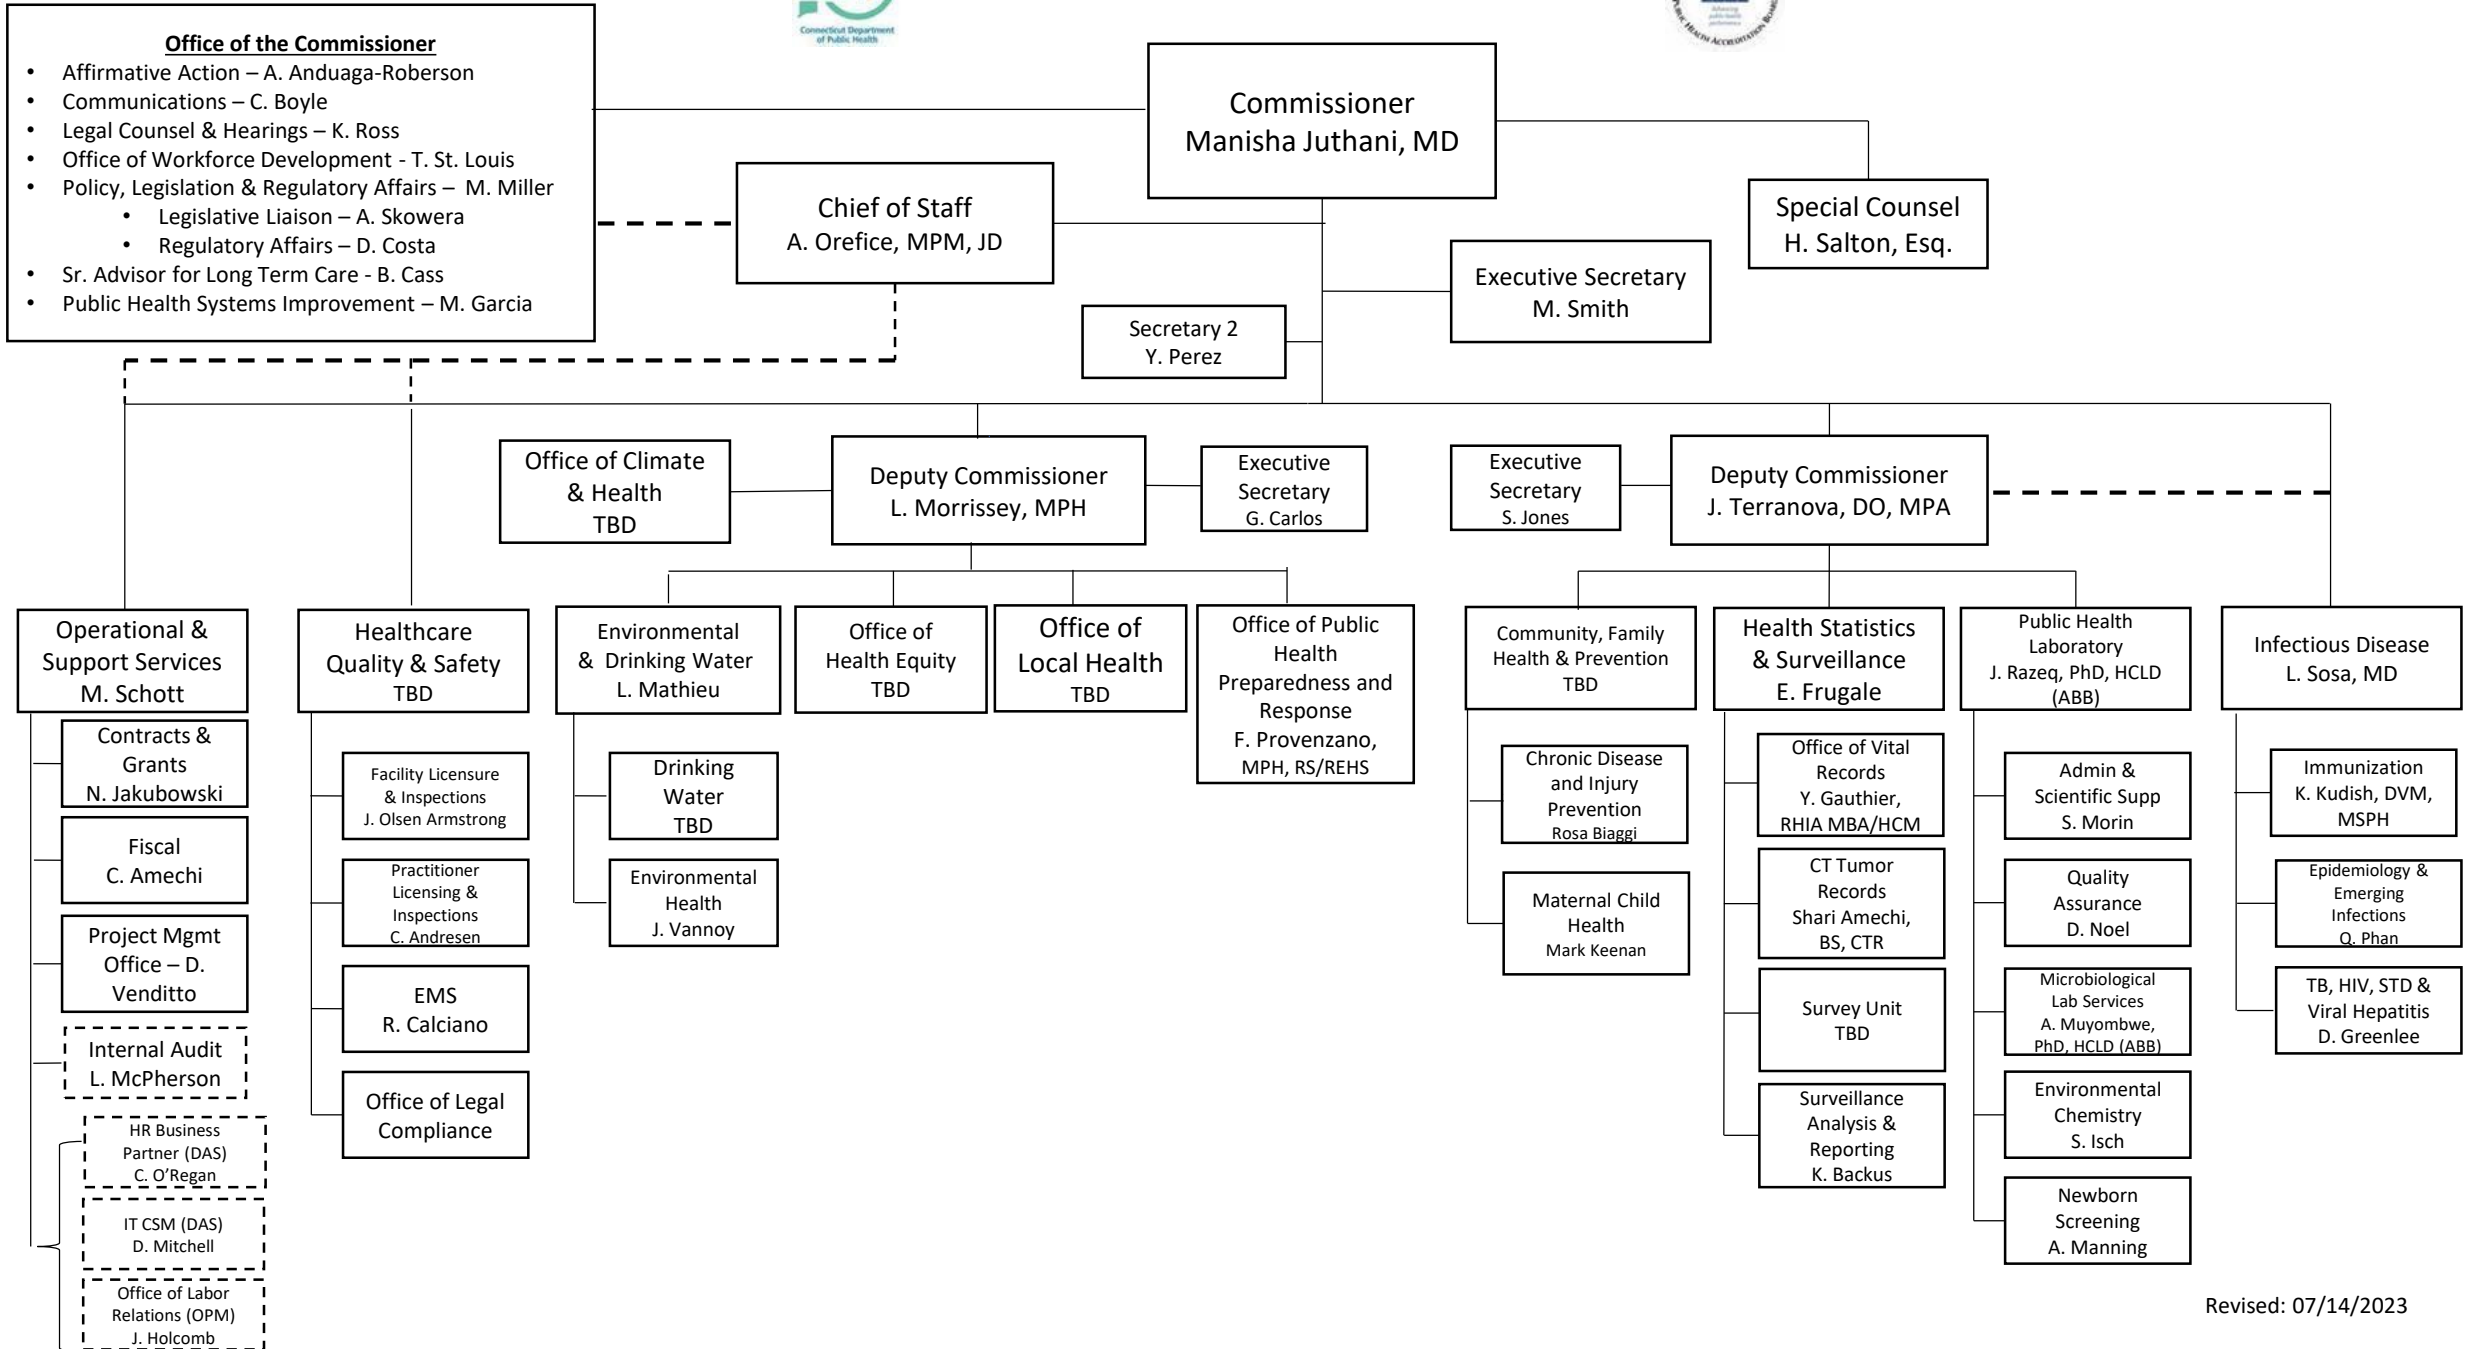 Connecticut Department
of Public Health
Advancing
public health
performance
PUBLIC HEALTH ACCREDITATION BOARD
Office of the Commissioner
• Affirmative Action – A. Anduaga-Roberson
• Communications – C. Boyle
• Legal Counsel & Hearings – K. Ross
• Office of Workforce Development - T. St. Louis
• Policy, Legislation & Regulatory Affairs – M. Miller
• Legislative Liaison – A. Skowera
• Regulatory Affairs – D. Costa
• Sr. Advisor for Long Term Care - B. Cass
• Public Health Systems Improvement – M. Garcia
Commissioner
Manisha Juthani, MD
Chief of Staff
A. Orefice, MPM, JD
Special Counsel
H. Salton, Esq.
Executive Secretary
M. Smith
Secretary 2
Y. Perez
Office of Climate
& Health
TBD
Deputy Commissioner
L. Morrissey, MPH
Executive
Secretary
G. Carlos
Executive
Secretary
S. Jones
Deputy Commissioner
J. Terranova, DO, MPA
Operational &
Support Services
M. Schott
Contracts &
Grants
N. Jakubowski
Fiscal
C. Amechi
Project Mgmt
Office – D.
Venditto
Internal Audit
L. McPherson
HR Business
Partner (DAS)
C. O’Regan
IT CSM (DAS)
D. Mitchell
Office of Labor
Relations (OPM)
J. Holcomb
Healthcare
Quality & Safety
TBD
Facility Licensure
& Inspections
J. Olsen Armstrong
Practitioner
Licensing &
Inspections
C. Andresen
EMS
R. Calciano
Office of Legal
Compliance
Environmental
& Drinking Water
L. Mathieu
Drinking
Water
TBD
Environmental
Health
J. Vannoy
Office of
Health Equity
TBD
Office of
Local Health
TBD
Office of Public
Health
Preparedness and
Response
F. Provenzano,
MPH, RS/REHS
Community, Family
Health & Prevention
TBD
Chronic Disease
and Injury
Prevention
Rosa Biaggi
Maternal Child
Health
Mark Keenan
Health Statistics
& Surveillance
E. Frugale
Office of Vital
Records
Y. Gauthier,
RHIA MBA/HCM
CT Tumor
Records
Shari Amechi,
BS, CTR
Survey Unit
TBD
Surveillance
Analysis &
Reporting
K. Backus
Public Health
Laboratory
J. Razeq, PhD, HCLD
(ABB)
Admin &
Scientific Supp
S. Morin
Quality
Assurance
D. Noel
Microbiological
Lab Services
A. Muyombwe,
PhD, HCLD (ABB)
Environmental
Chemistry
S. Isch
Newborn
Screening
A. Manning
Infectious Disease
L. Sosa, MD
Immunization
K. Kudish, DVM,
MSPH
Epidemiology &
Emerging
Infections
Q. Phan
TB, HIV, STD &
Viral Hepatitis
D. Greenlee
Revised: 07/14/2023